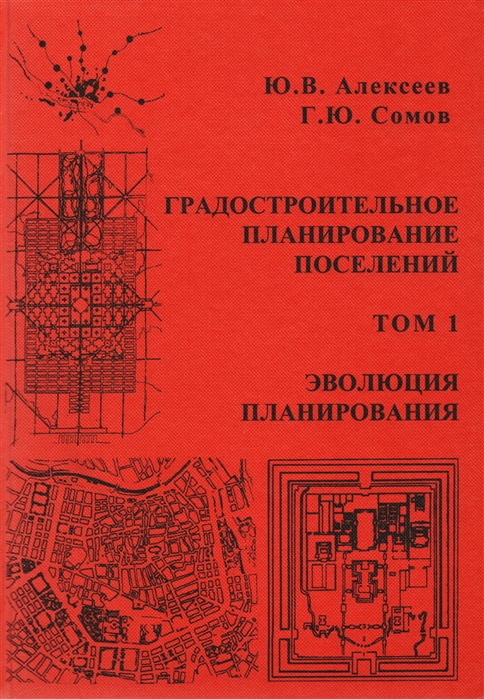 Ю.В. Алексеев
Г.Ю. Сомов
ГРАДОСТРОИТЕЛЬНОЕ
ПЛАНИРОВАНИЕ
ПОСЕЛЕНИЙ
ТОМ 1
ЭВОЛЮЦИЯ
ПЛАНИРОВАНИЯ